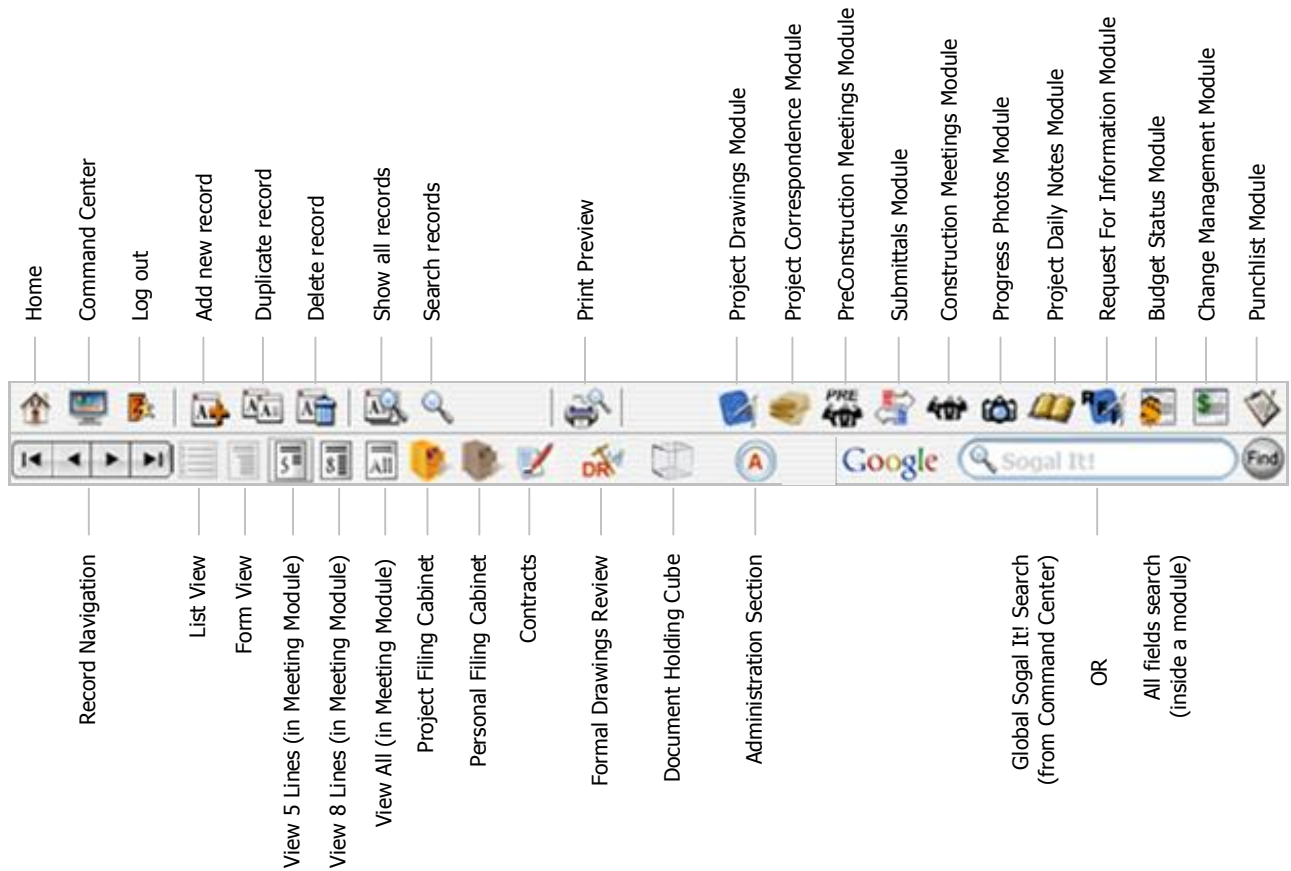 Home
Command Center
Log out
Add new record
Duplicate record
Delete record
Show all records
Search records
Print Preview
Project Drawings Module
Project Correspondence Module
PreConstruction Meetings Module
Submittals Module
Construction Meetings Module
Progress Photos Module
Project Daily Notes Module
Request For Information Module
Budget Status Module
Change Management Module
Punchlist Module
A
A A
A
A
PRE
RFI
$
$
5
8
All
DR
A
Google
Sogal It!
Find
Record Navigation
List View
Form View
View 5 Lines (in Meeting Module)
View 8 Lines (in Meeting Module)
View All (in Meeting Module)
Project Filing Cabinet
Personal Filing Cabinet
Contracts
Formal Drawings Review
Document Holding Cube
Administration Section
Global Sogal It! Search
(from Command Center)
OR
All fields search
(inside a module)